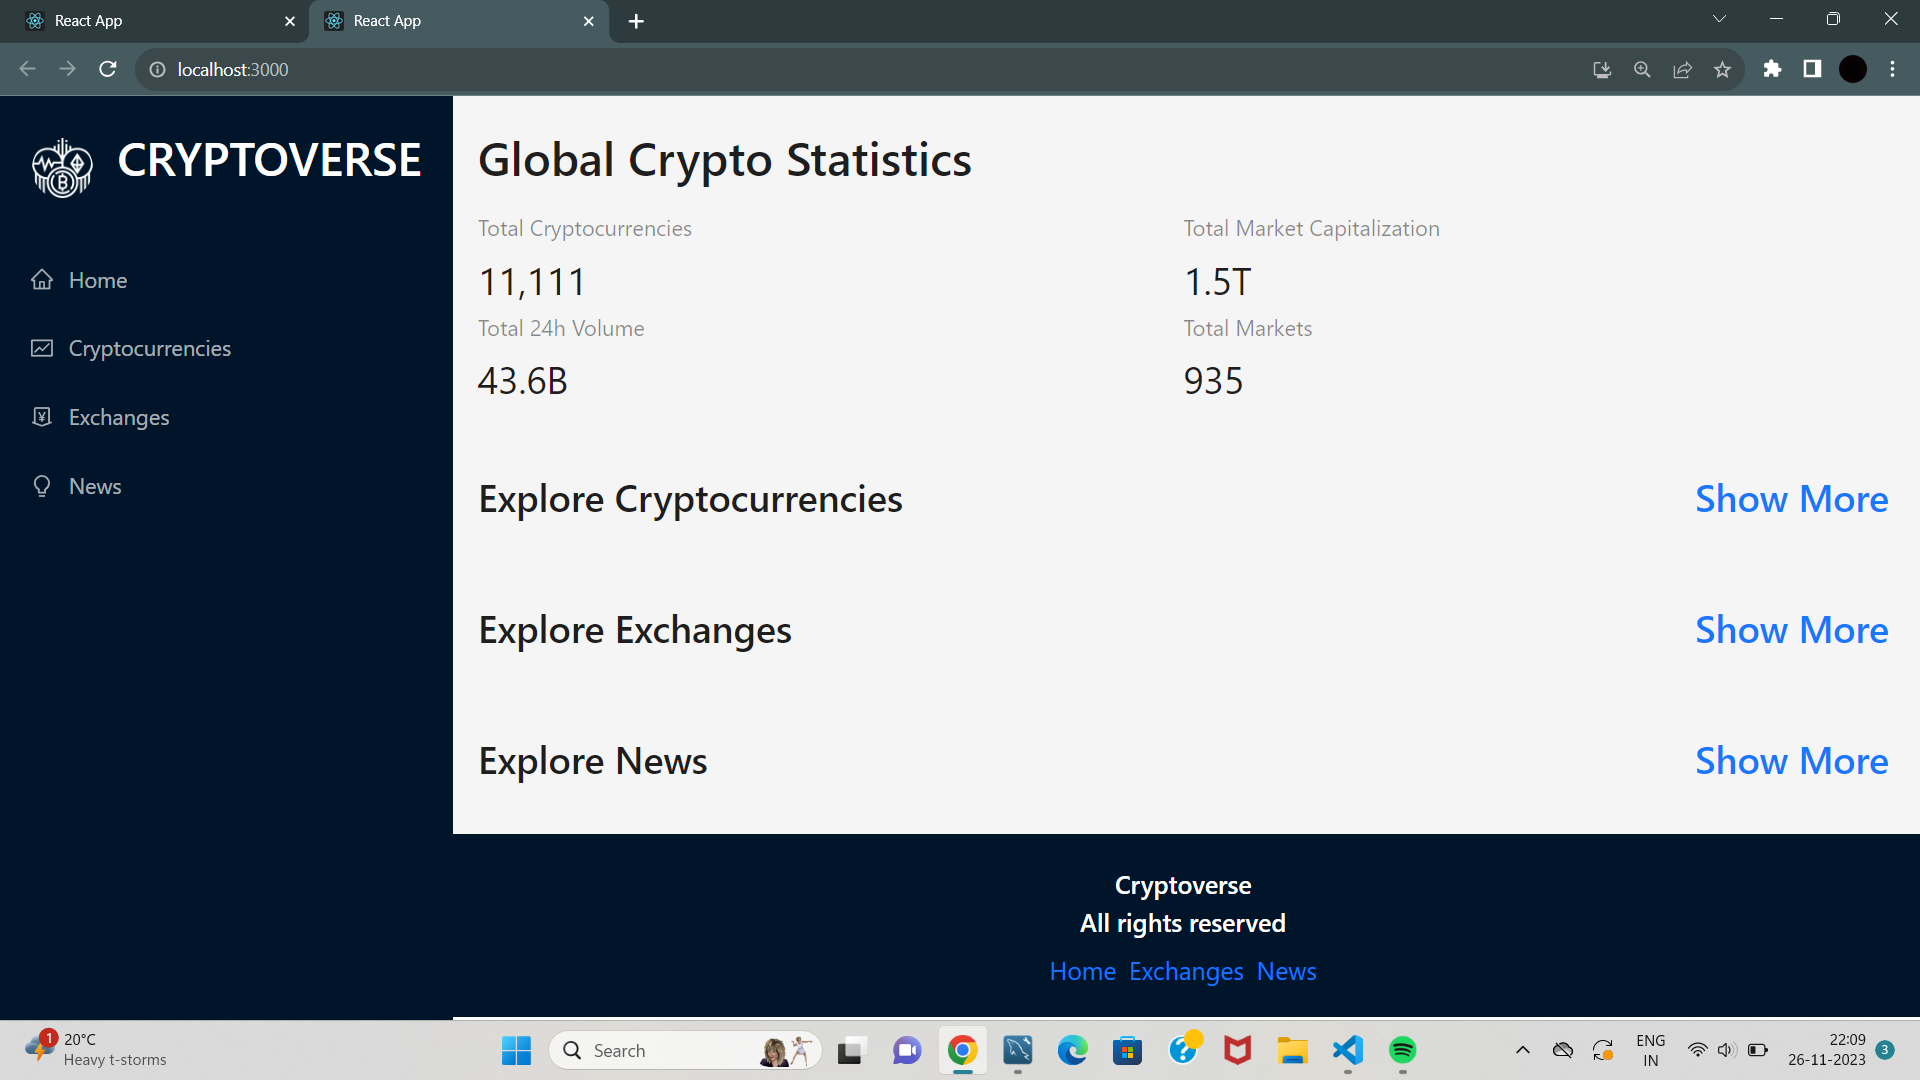 React App
React App
localhost:3000
CRYPTOVERSE
Home
Cryptocurrencies
Exchanges
News
Global Crypto Statistics
Total Cryptocurrencies
11,111
Total Market Capitalization
1.5T
Total 24h Volume
43.6B
Total Markets
935
Explore Cryptocurrencies
Show More
Explore Exchanges
Show More
Explore News
Show More
Cryptoverse
All rights reserved
Home Exchanges News
1
20°C
Heavy t-storms
Search
ENG
IN
22:09
26-11-2023
3